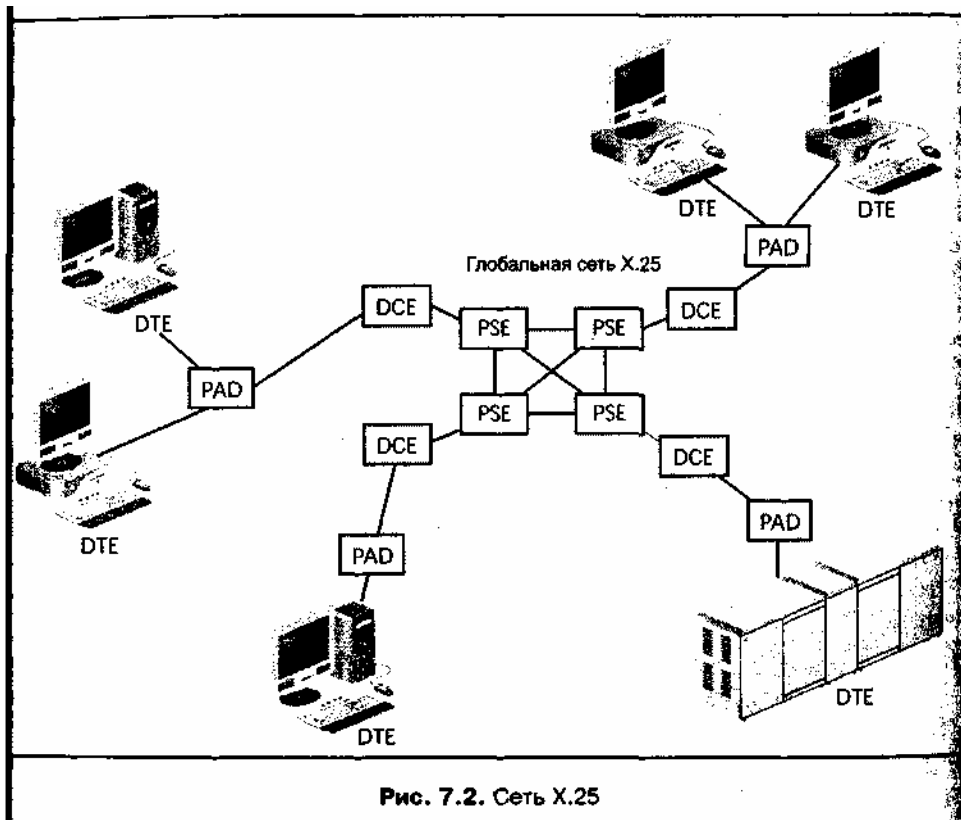 DTE
DTE
PAD
Глобальная сеть X.25
DCE
DCE
PSE
PSE
DTE
PAD
PSE
PSE
DCE
DCE
PAD
DTE
PAD
DTE
DTE
Рис. 7.2. Сеть X.25